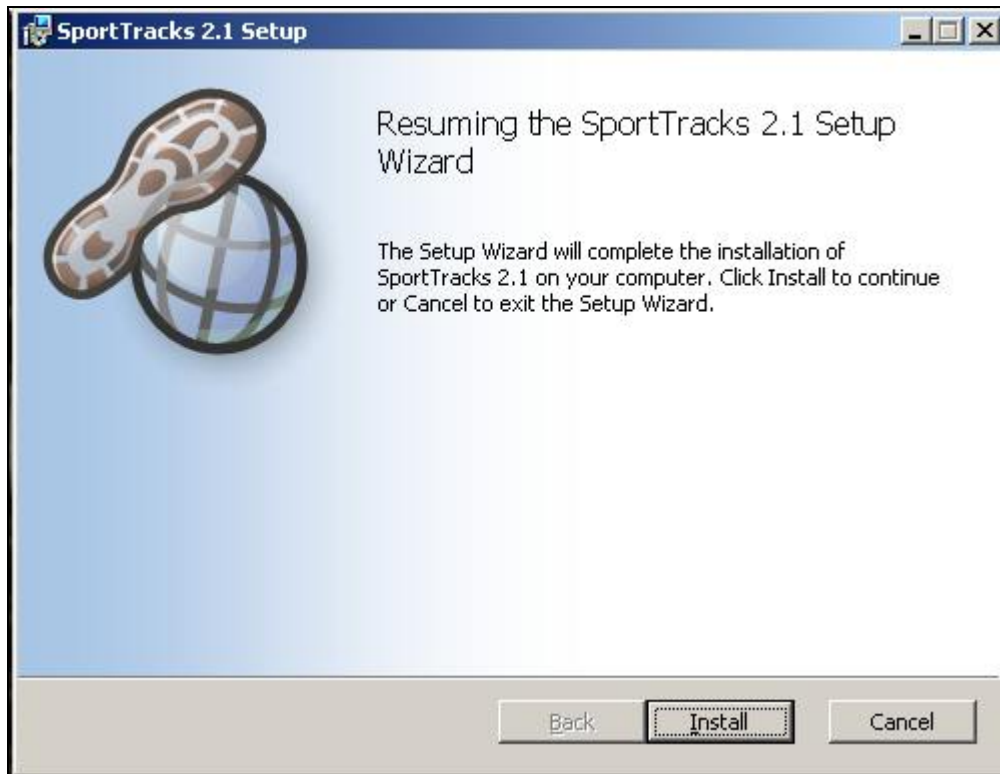 SportTracks 2.1 Setup
Resuming the SportTracks 2.1 Setup
Wizard
The Setup Wizard will complete the installation of
SportTracks 2.1 on your computer. Click Install to continue
or Cancel to exit the Setup Wizard.
Back Install Cancel